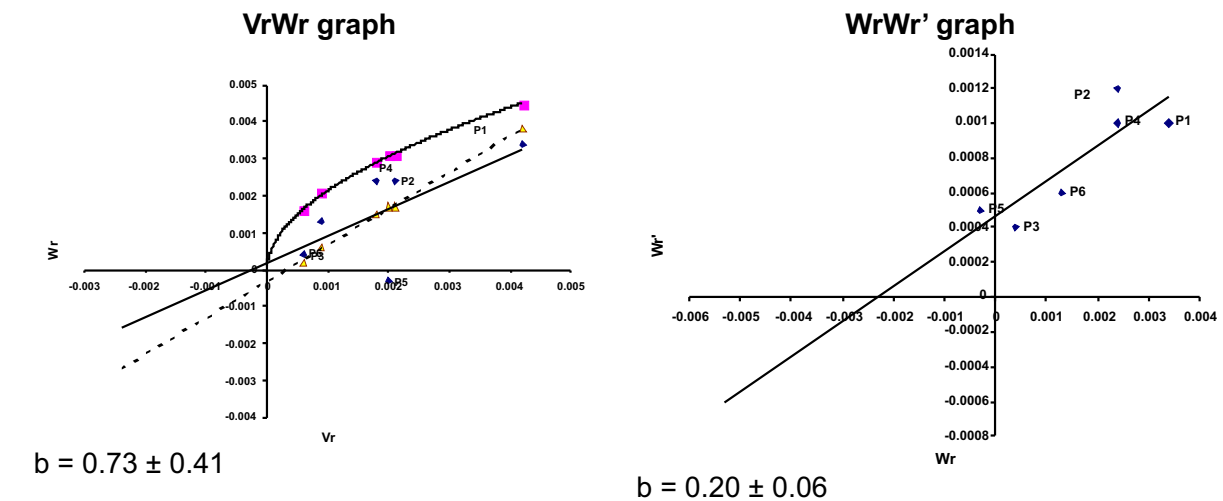 VrWr graph
0.005
0.004
0.003
0.002
0.001
0
-0.001
-0.002
-0.003
-0.004
-0.003
-0.002
-0.001
0
0.001
0.002
0.003
0.004
0.005
P1
P4
P2
P6
P3
P5
Wr
Vr
b = 0.73 ± 0.41
WrWr’ graph
0.0014
0.0012
0.001
0.0008
0.0006
0.0004
0.0002
0
-0.0002
-0.0004
-0.0006
-0.0008
-0.006
-0.005
-0.004
-0.003
-0.002
-0.001
0
0.001
0.002
0.003
0.004
P2
P4
P1
P6
P5
P3
Wr'
Wr
b = 0.20 ± 0.06